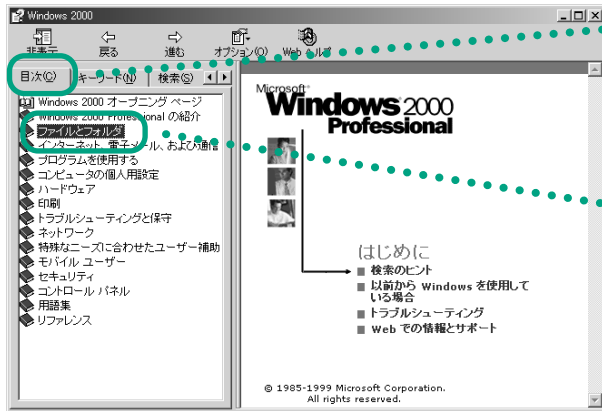 Windows 2000
非表示 戻る 進む オプション(O) Web ヘルプ
目次(C) キーワード(N) 検索(S)
Windows 2000 オープニング ページ
Windows 2000 Professional の紹介
ファイルとフォルダ
インターネット、電子メール、および通信
プログラムを使用する
コンピュータの個人用設定
ハードウェア
印刷
トラブルシューティングと保守
ネットワーク
特殊なニーズに合わせたユーザー補助
モバイル ユーザー
セキュリティ
コントロール パネル
用語集
リファレンス
Microsoft
Windows 2000
Professional
はじめに
検索のヒント
以前から Windows を使用して
いる場合
トラブルシューティング
Web での情報とサポート
© 1985-1999 Microsoft Corporation.
All rights reserved.